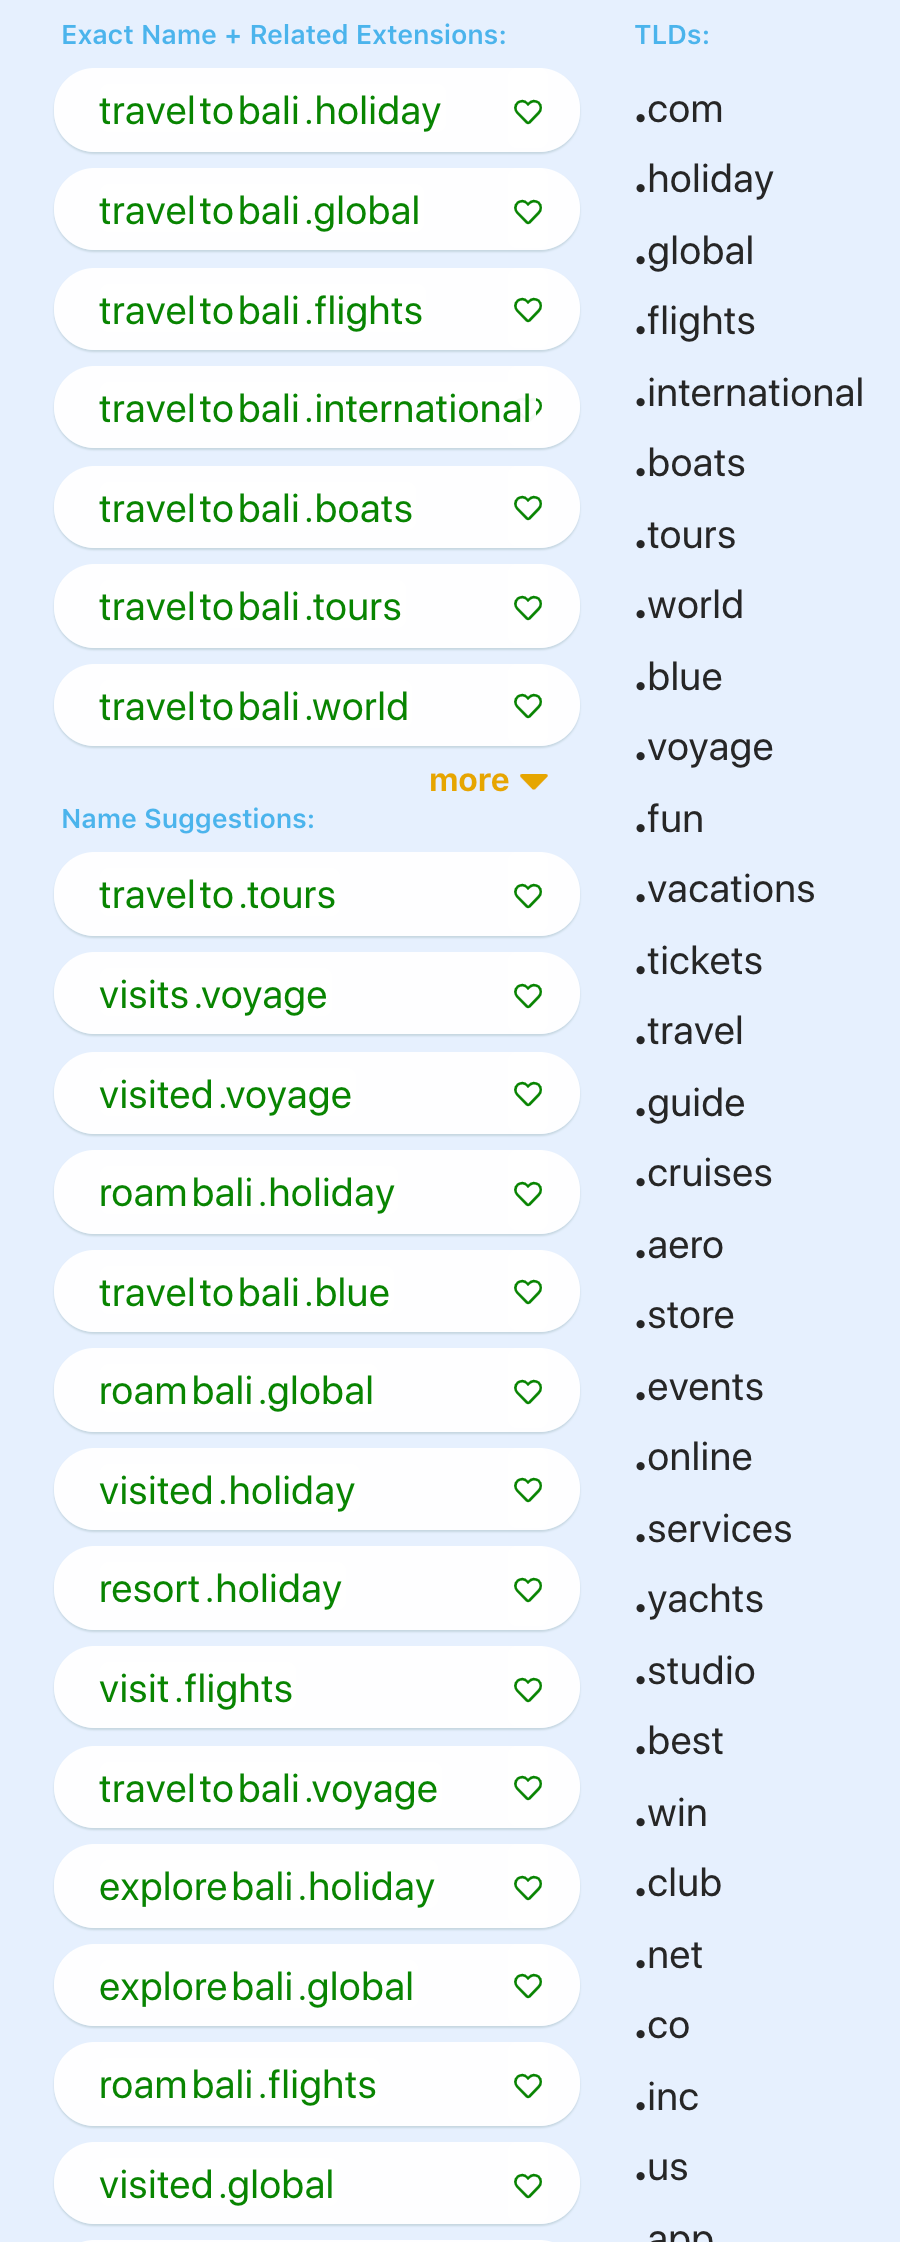 Exact Name + Related Extensions:
traveltobali.holiday
traveltobali.global
traveltobali.flights
traveltobali.international
traveltobali.boats
traveltobali.tours
traveltobali.world
more
Name Suggestions:
travelto.tours
visits.voyage
visited.voyage
roambali.holiday
traveltobali.blue
roambali.global
visited.holiday
resort.holiday
visit.flights
traveltobali.voyage
explorebali.holiday
explorebali.global
roambali.flights
visited.global
TLDs:
.com
.holiday
.global
.flights
.international
.boats
.tours
.world
.blue
.voyage
.fun
.vacations
.tickets
.travel
.guide
.cruises
.aero
.store
.events
.online
.services
.yachts
.studio
.best
.win
.club
.net
.co
.inc
.us
.app